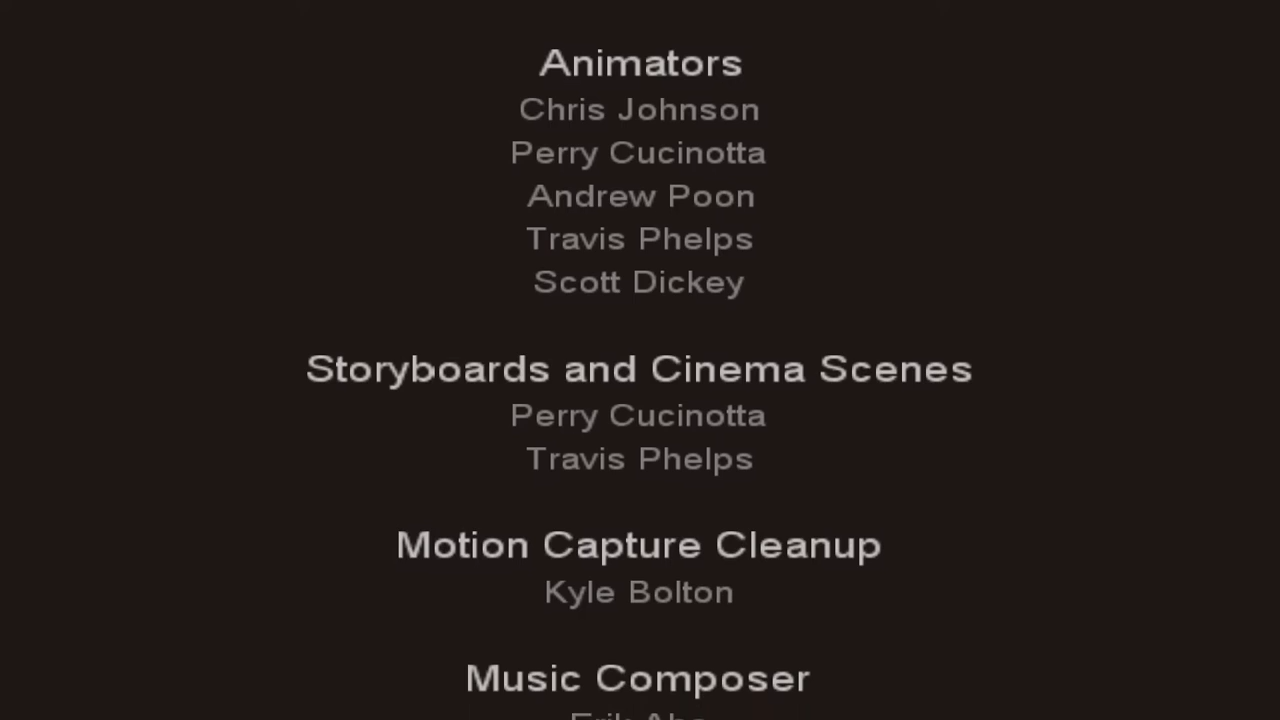 Animators
Chris Johnson
Perry Cucinotta
Andrew Poon
Travis Phelps
Scott Dickey
Storyboards and Cinema Scenes
Perry Cucinotta
Travis Phelps
Motion Capture Cleanup
Kyle Bolton
Music Composer
Erik